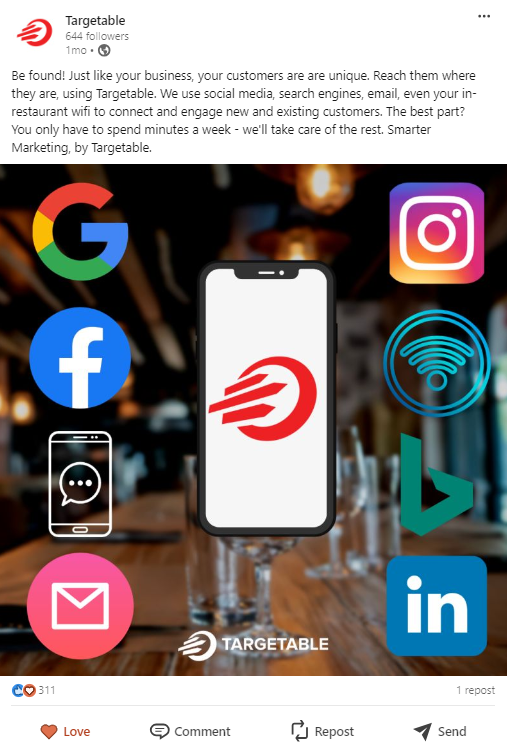 Targetable
644 followers
1mo •
Be found! Just like your business, your customers are are unique. Reach them where
they are, using Targetable. We use social media, search engines, email, even your in-
restaurant wifi to connect and engage new and existing customers. The best part?
You only have to spend minutes a week - we'll take care of the rest. Smarter
Marketing, by Targetable.
in
TARGETABLE
311
1 repost
Love
Comment
Repost
Send